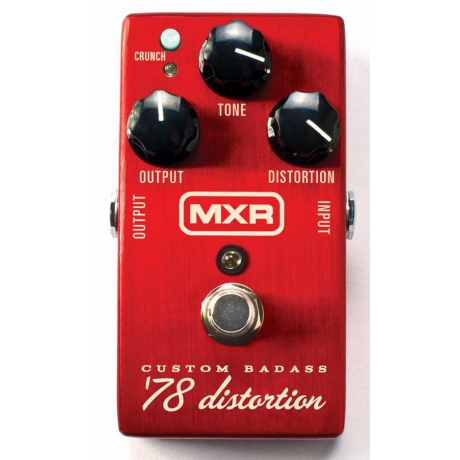 CRUNCH
TONE
OUTPUT
DISTORTION
OUTPUT
INPUT
MXR
CUSTOM BADASS
'78 distortion